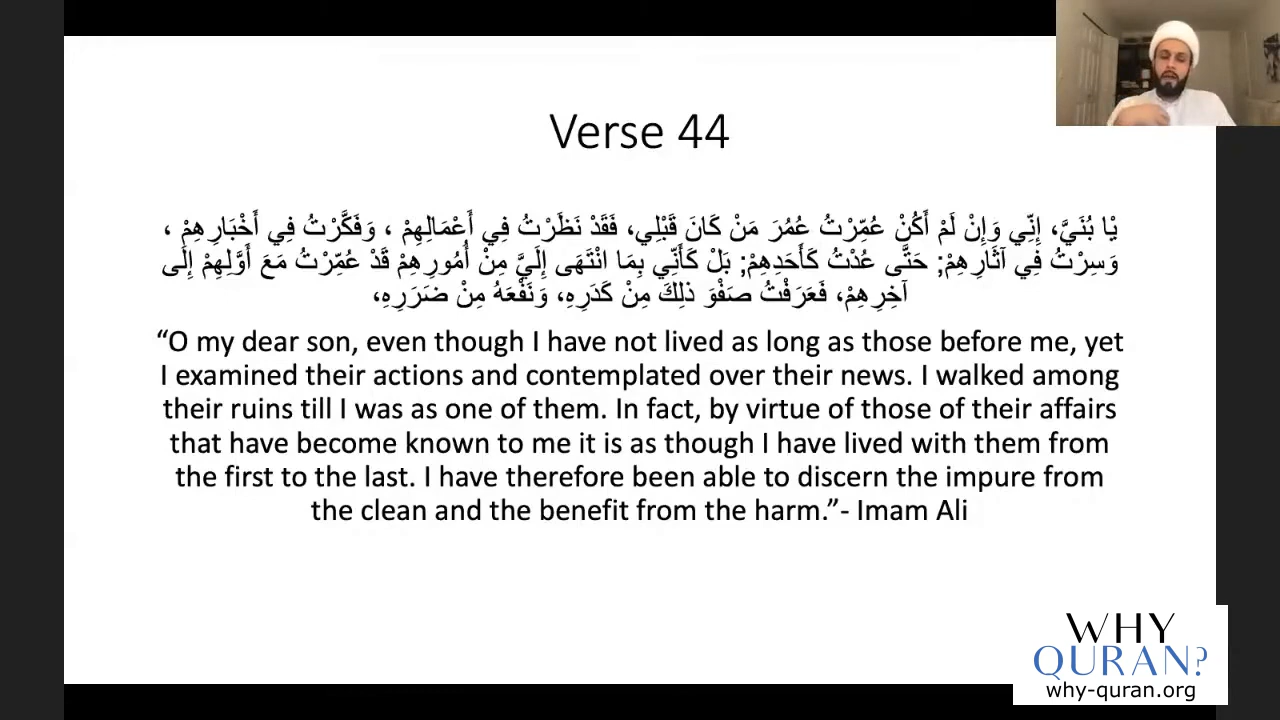 Verse 44
يْا بُنَيَّ، إِنِّي وَإِنْ لَمْ أَكُنْ عُمِّرْتُ عُمُرَ مَنْ كَانَ قَبْلِي، فَقَدْ نَظَرْتُ فِي أَعْمَالِهِمْ ، وَفَكَّرْتُ فِي أَخْبَارِهِمْ ،
وَسِرْتُ فِي آثَارِهِمْ; حَتَّى عُدْتُ كَأَحَدِهِمْ; بَلْ كَأَنِّي بِمَا انْتَهَى إِلَيَّ مِنْ أُمُورِهِمْ قَدْ عُمِّرْتُ مَعَ أَوَّلِهِمْ إِلَى
آخِرِهِمْ، فَعَرَفْتُ صَفْوَ ذلِكَ مِنْ كَدَرِهِ، وَنَفْعَهُ مِنْ ضَرَرِهِ،
“O my dear son, even though I have not lived as long as those before me, yet
I examined their actions and contemplated over their news. I walked among
their ruins till I was as one of them. In fact, by virtue of those of their affairs
that have become known to me it is as though I have lived with them from
the first to the last. I have therefore been able to discern the impure from
the clean and the benefit from the harm.”- Imam Ali
WHY
QURAN?
why-quran.org